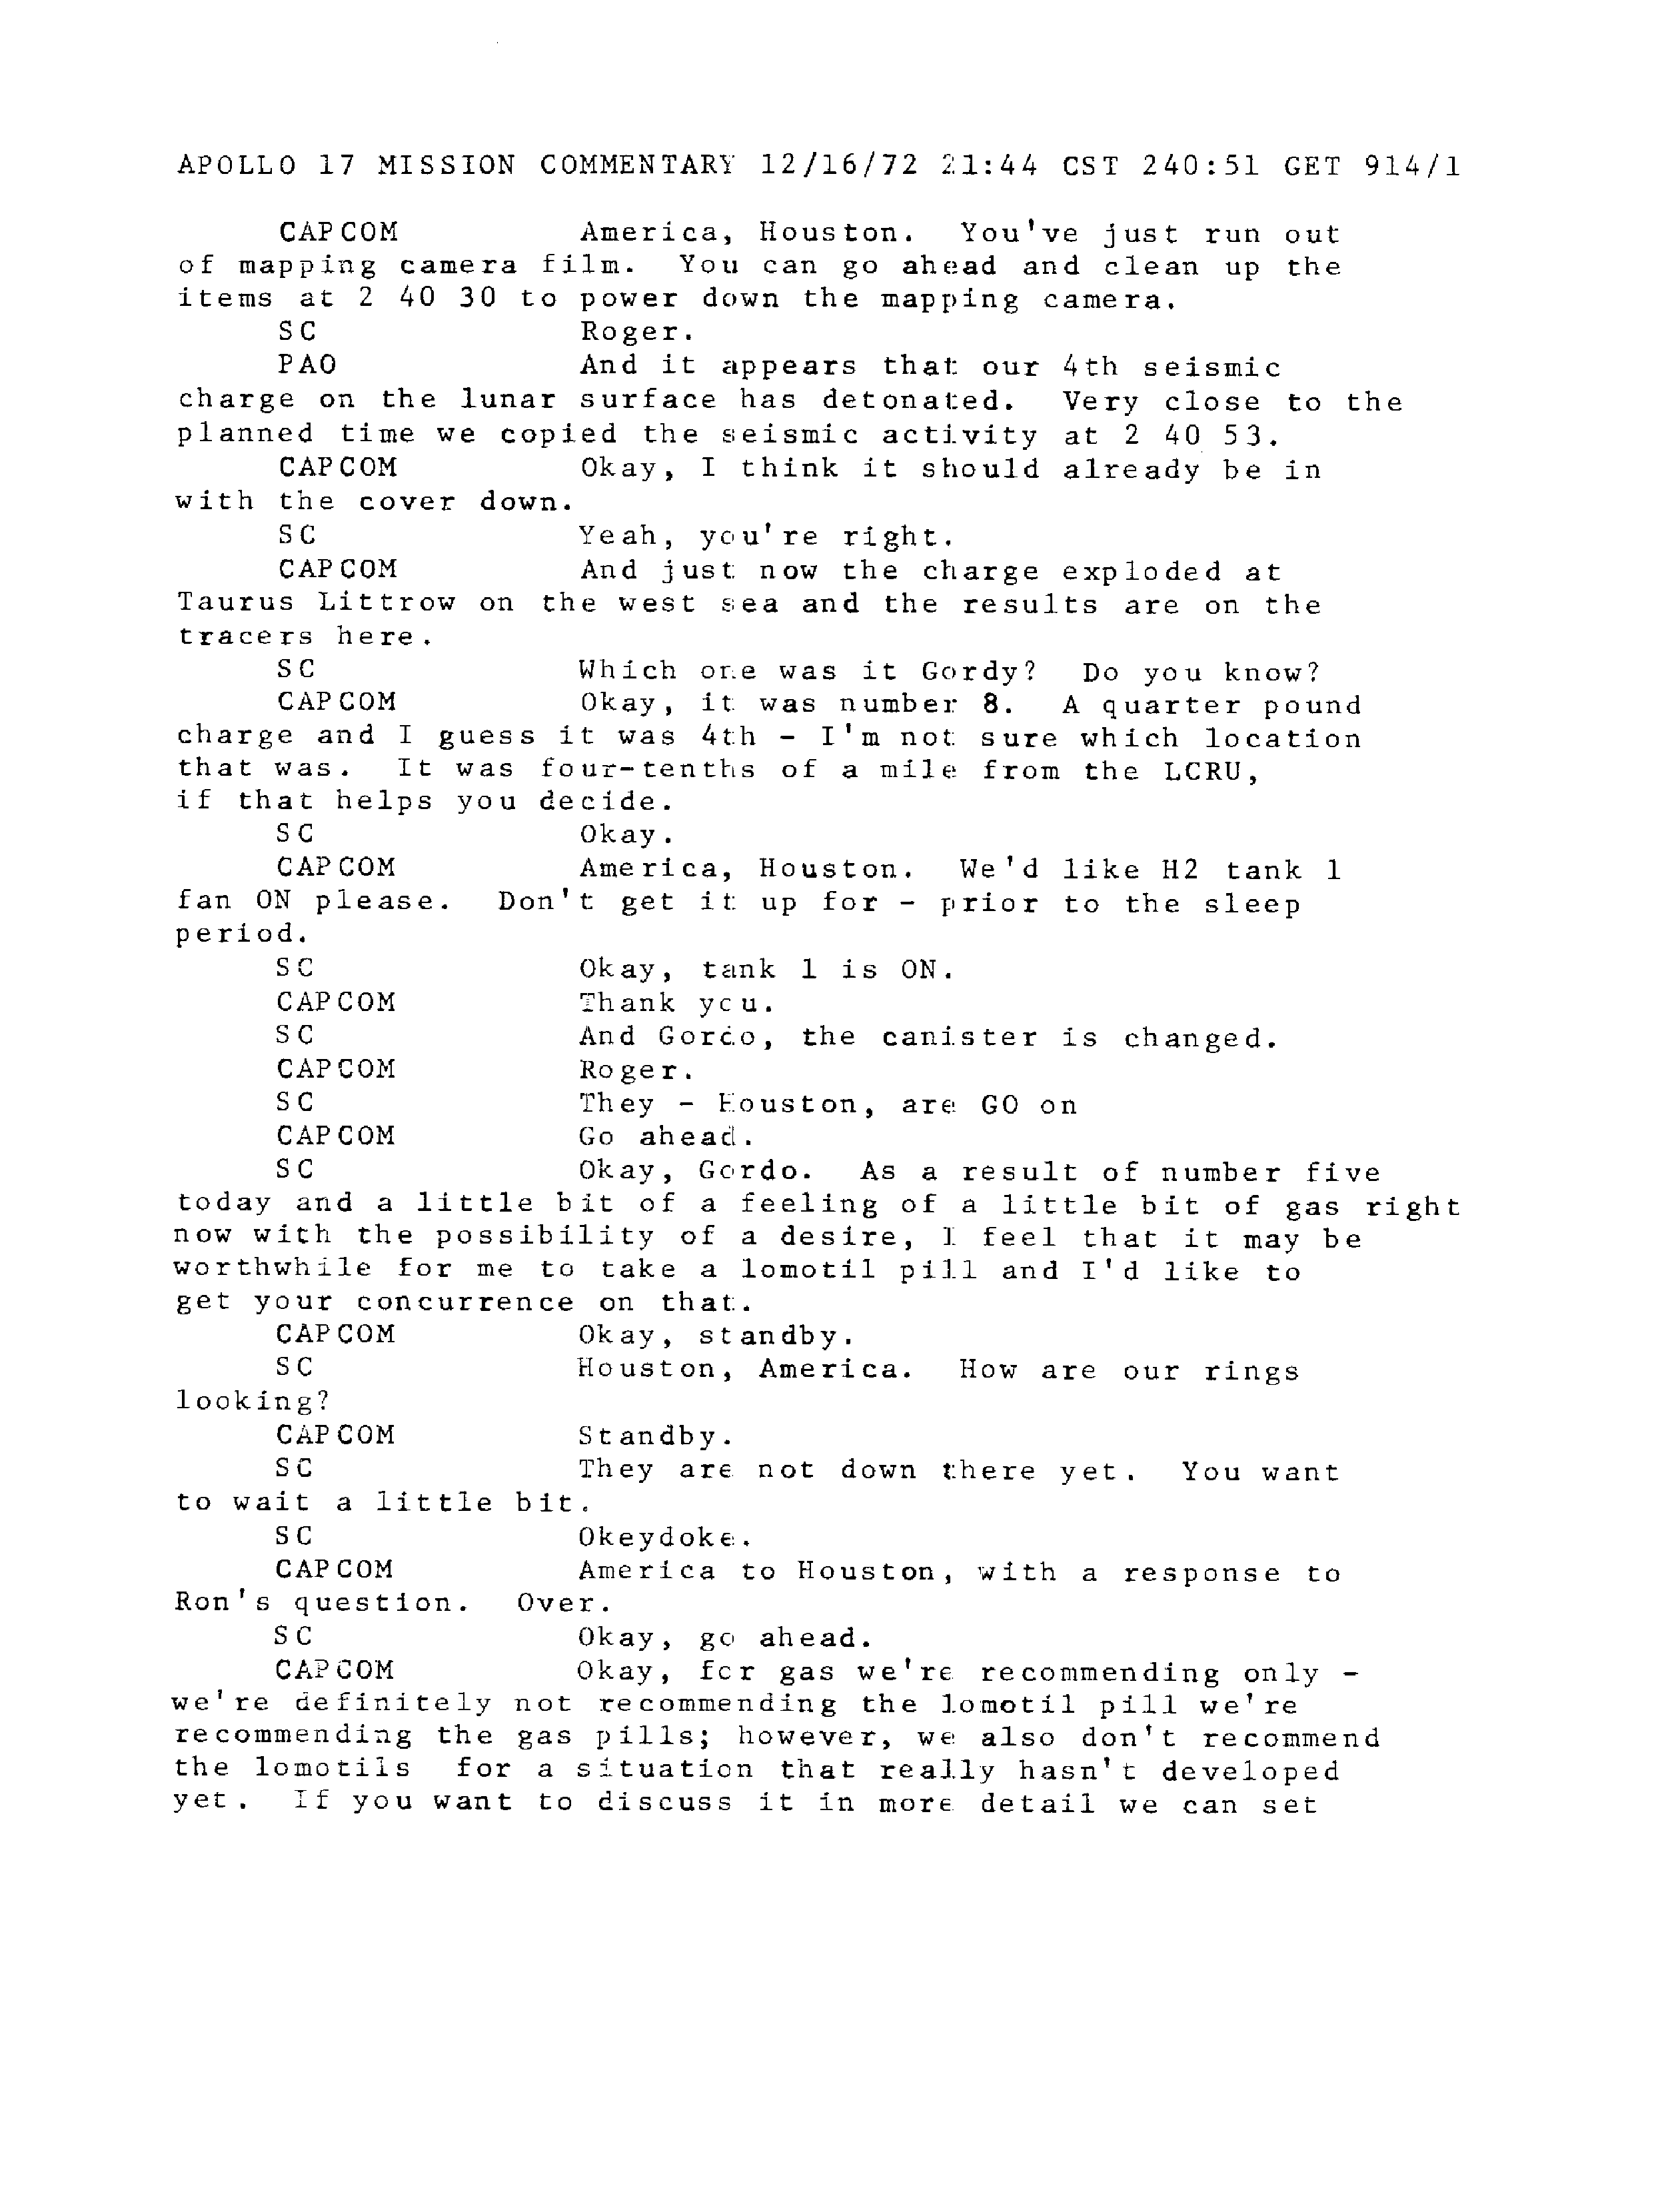 APOLLO 17 MISSION COMMENTARY 12/16/72 21:44 CST 240:51 GET 914/1
CAPCOM America, Houston. You've just run out
of mapping camera film. You can go ahead and clean up the
items at 2 40 30 to power down the mapping camera.
SC Roger.
PAO And it appears that our 4th seismic
charge on the lunar surface has detonated. Very close to the
planned time we copied the seismic activity at 2 40 53.
CAPCOM Okay, I think it should already be in
with the cover down.
SC Yeah, you're right.
CAPCOM And just now the charge exploded at
Taurus Littrow on the west sea and the results are on the
tracers here.
SC Which one was it Gordy? Do you know?
CAPCOM Okay, it was number 8. A quarter pound
charge and I guess it was 4th - I'm not sure which location
that was. It was four-tenths of a mile from the LCRU,
if that helps you decide.
SC Okay.
CAPCOM America, Houston. We'd like H2 tank 1
fan ON please. Don't get it up for - prior to the sleep
period.
SC Okay, tank 1 is ON.
CAPCOM Thank you.
SC And Gordo, the canister is changed.
CAPCOM Roger.
SC They - Houston, are GO on
CAPCOM Go ahead.
SC Okay, Gordo. As a result of number five
today and a little bit of a feeling of a little bit of gas right
now with the possibility of a desire, I feel that it may be
worthwhile for me to take a lomotil pill and I'd like to
get your concurrence on that.
CAPCOM Okay, standby.
SC Houston, America. How are our rings
looking?
CAPCOM Standby.
SC They are not down there yet. You want
to wait a little bit.
SC Okeydoke.
CAPCOM America to Houston, with a response to
Ron's question. Over.
SC Okay, go ahead.
CAPCOM Okay, for gas we're recommending only -
we're definitely not recommending the lomotil pill we're
recommending the gas pills; however, we also don't recommend
the lomotils for a situation that really hasn't developed
yet. If you want to discuss it in more detail we can set